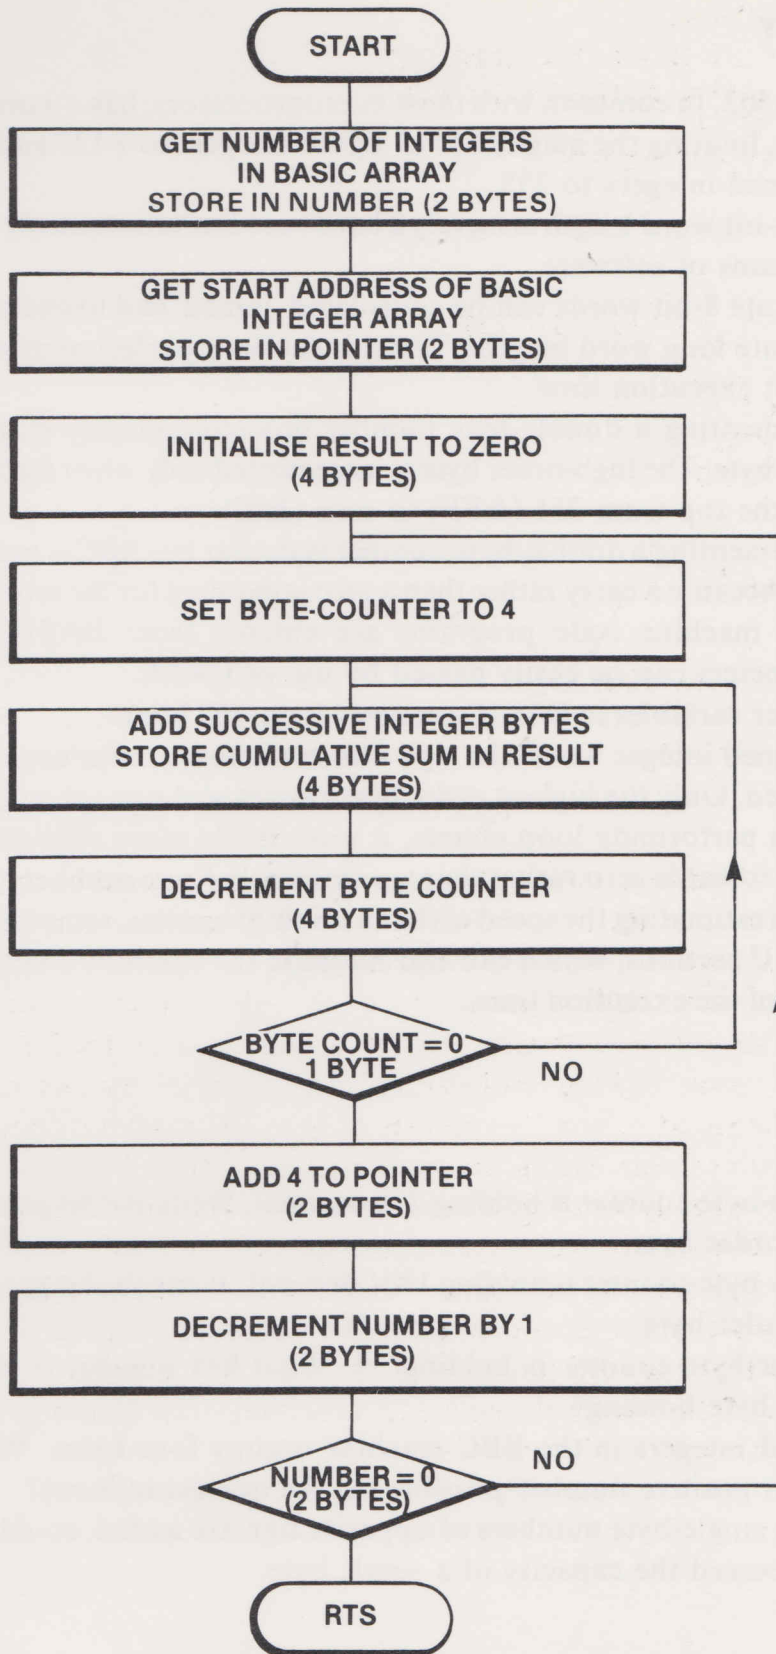 START
GET NUMBER OF INTEGERS
IN BASIC ARRAY
STORE IN NUMBER (2 BYTES)
GET START ADDRESS OF BASIC
INTEGER ARRAY
STORE IN POINTER (2 BYTES)
INITIALISE RESULT TO ZERO
(4 BYTES)
SET BYTE-COUNTER TO 4
ADD SUCCESSIVE INTEGER BYTES
STORE CUMULATIVE SUM IN RESULT
(4 BYTES)
DECREMENT BYTE COUNTER
(4 BYTES)
BYTE COUNT = 0
1 BYTE
NO
ADD 4 TO POINTER
(2 BYTES)
DECREMENT NUMBER BY 1
(2 BYTES)
NUMBER = 0
(2 BYTES)
NO
RTS